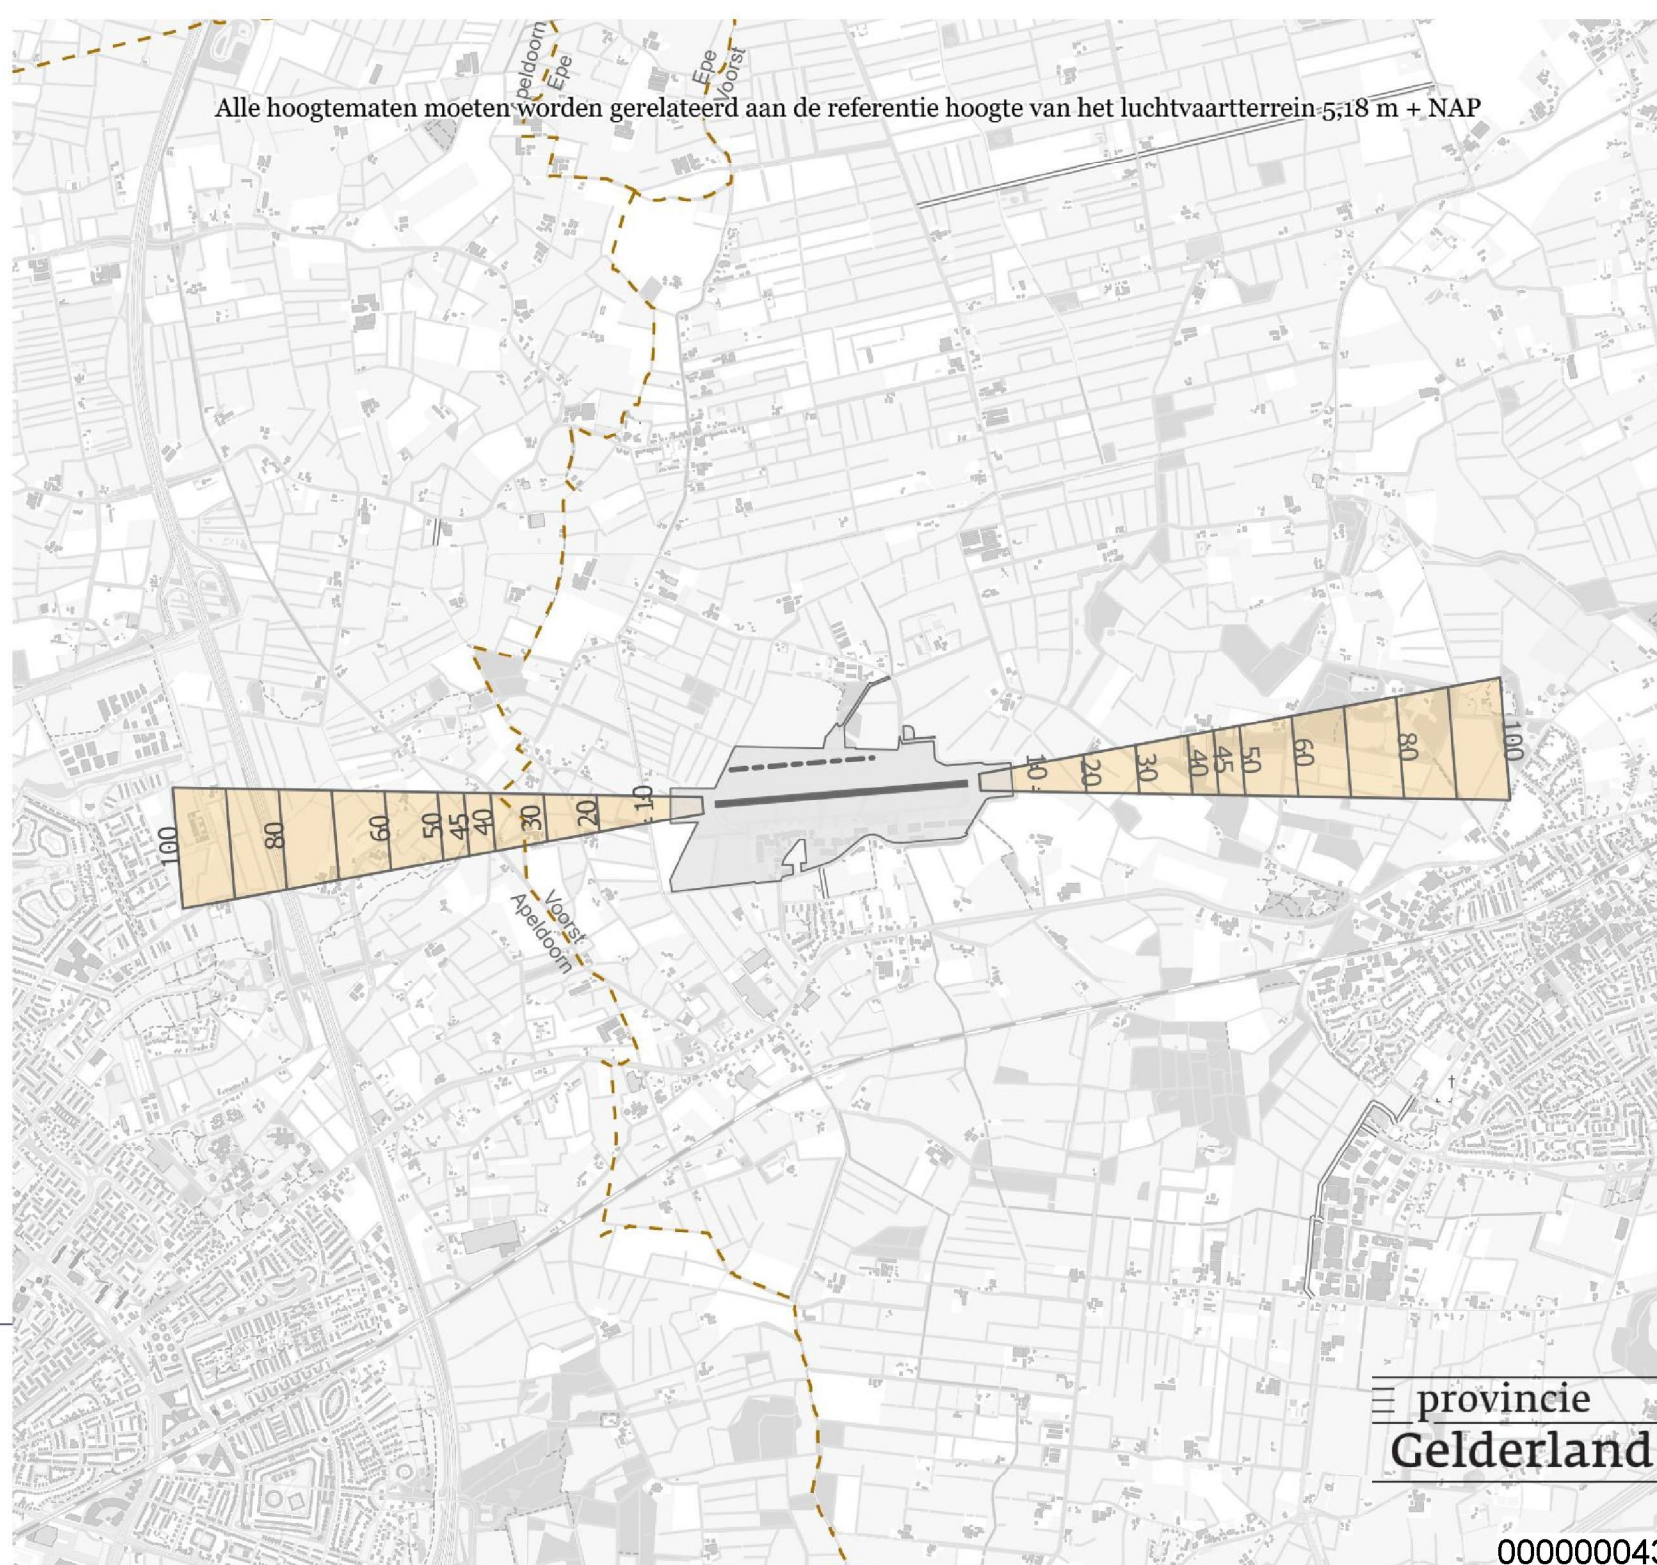 peldoorn
Epe
Epe
Voorst
Alle hoogtematen moeten worden gerelateerd aan de referentie hoogte van het luchtvaartterrein 5,18 m + NAP
100
80
60
50
45
40
30
20
10
10
20
30
40
45
50
60
80
100
Voorst
Apeldoorn
provincie
Gelderland
000000043